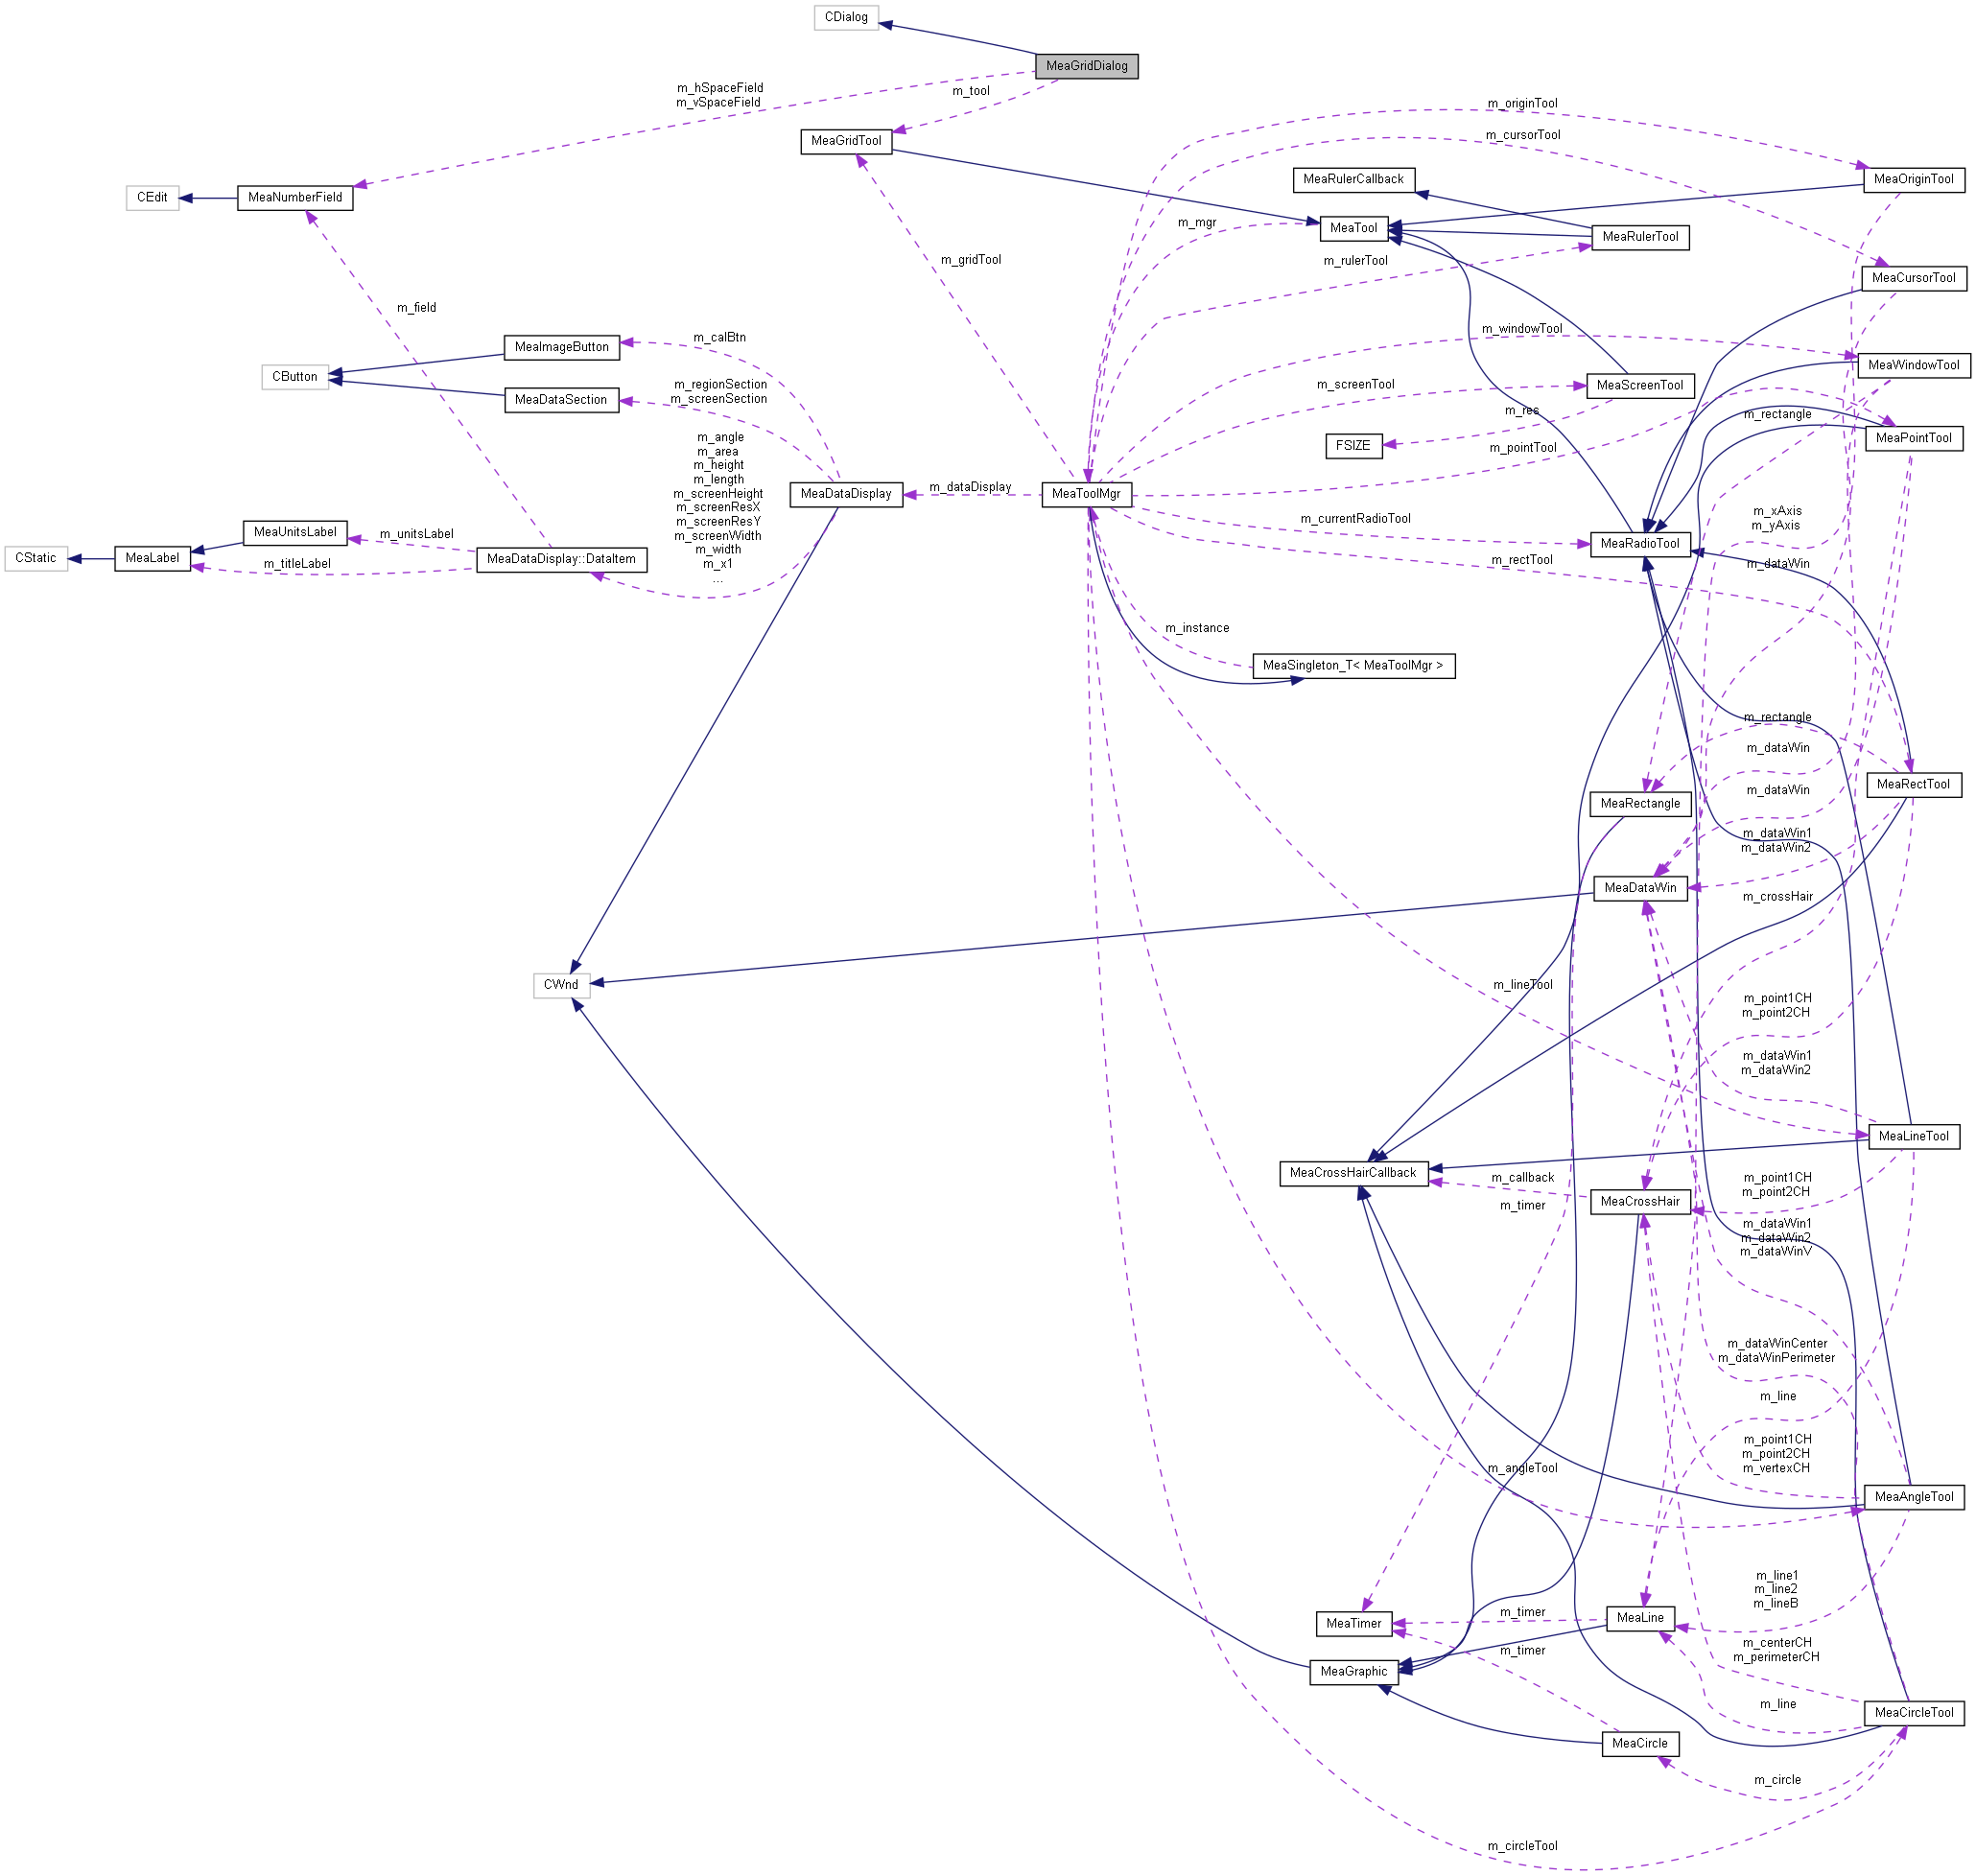 CDialog
MeaGridDialog
m_hSpaceField
m_vSpaceField
m_tool
m_originTool
m_cursorTool
MeaGridTool
MeaRulerCallback
MeaOriginTool
CEdit
MeaNumberField
m_mgr
MeaTool
MeaRulerTool
m_gridTool
m_rulerTool
MeaCursorTool
m_field
m_calBtn
m_windowTool
MeaImageButton
MeaWindowTool
CButton
m_regionSection
m_screenSection
m_screenTool
MeaScreenTool
MeaDataSection
m_res
m_rectangle
m_angle
m_area
m_height
m_length
m_screenHeight
m_screenResX
m_screenResY
m_screenWidth
m_width
m_x1
...
FSIZE
m_pointTool
MeaPointTool
MeaDataDisplay
m_dataDisplay
MeaToolMgr
m_currentRadioTool
m_xAxis
m_yAxis
MeaUnitsLabel
m_unitsLabel
CStatic
MeaLabel
m_titleLabel
MeaDataDisplay::DataItem
m_rectTool
MeaRadioTool
m_dataWin
m_instance
MeaSingleton_T< MeaToolMgr >
m_rectangle
m_dataWin
MeaRectTool
m_dataWin
MeaRectangle
m_dataWin1
m_dataWin2
MeaDataWin
m_crossHair
CWnd
m_lineTool
m_point1CH
m_point2CH
m_dataWin1
m_dataWin2
MeaLineTool
MeaCrossHairCallback
m_callback
MeaCrossHair
m_point1CH
m_point2CH
m_timer
m_dataWin1
m_dataWin2
m_dataWinV
m_dataWinCenter
m_dataWinPerimeter
m_line
m_point1CH
m_point2CH
m_vertexCH
m_angleTool
MeaAngleTool
m_line1
m_line2
m_lineB
MeaTimer
m_timer
MeaLine
m_centerCH
m_perimeterCH
m_timer
MeaGraphic
m_line
MeaCircleTool
MeaCircle
m_circle
m_circleTool